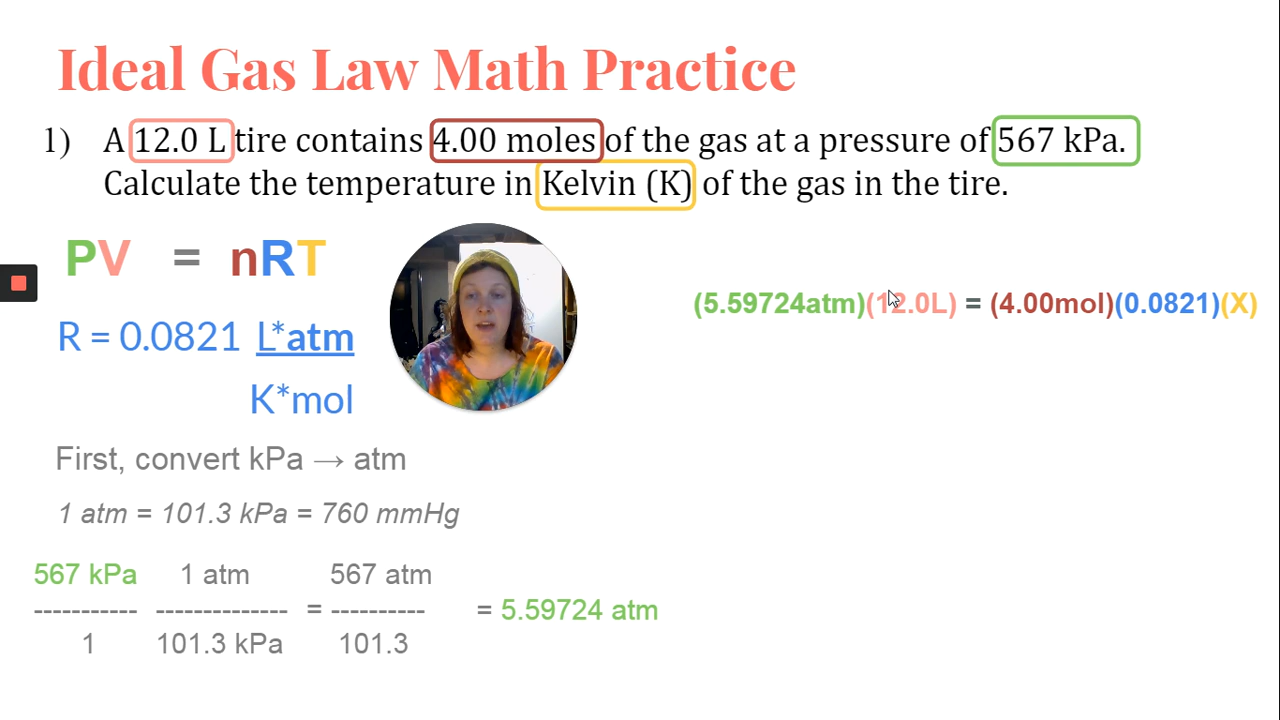 Ideal Gas Law Math Practice
1) A 12.0 L tire contains 4.00 moles of the gas at a pressure of 567 kPa.
Calculate the temperature in Kelvin (K) of the gas in the tire.
PV = nRT
R = 0.0821 L*atm
K*mol
(5.59724atm)(12.0L) = (4.00mol)(0.0821)(X)
First, convert kPa → atm
1 atm = 101.3 kPa = 760 mmHg
567 kPa 1 atm 567 atm
----------- -------------- = ---------- = 5.59724 atm
1 101.3 kPa 101.3